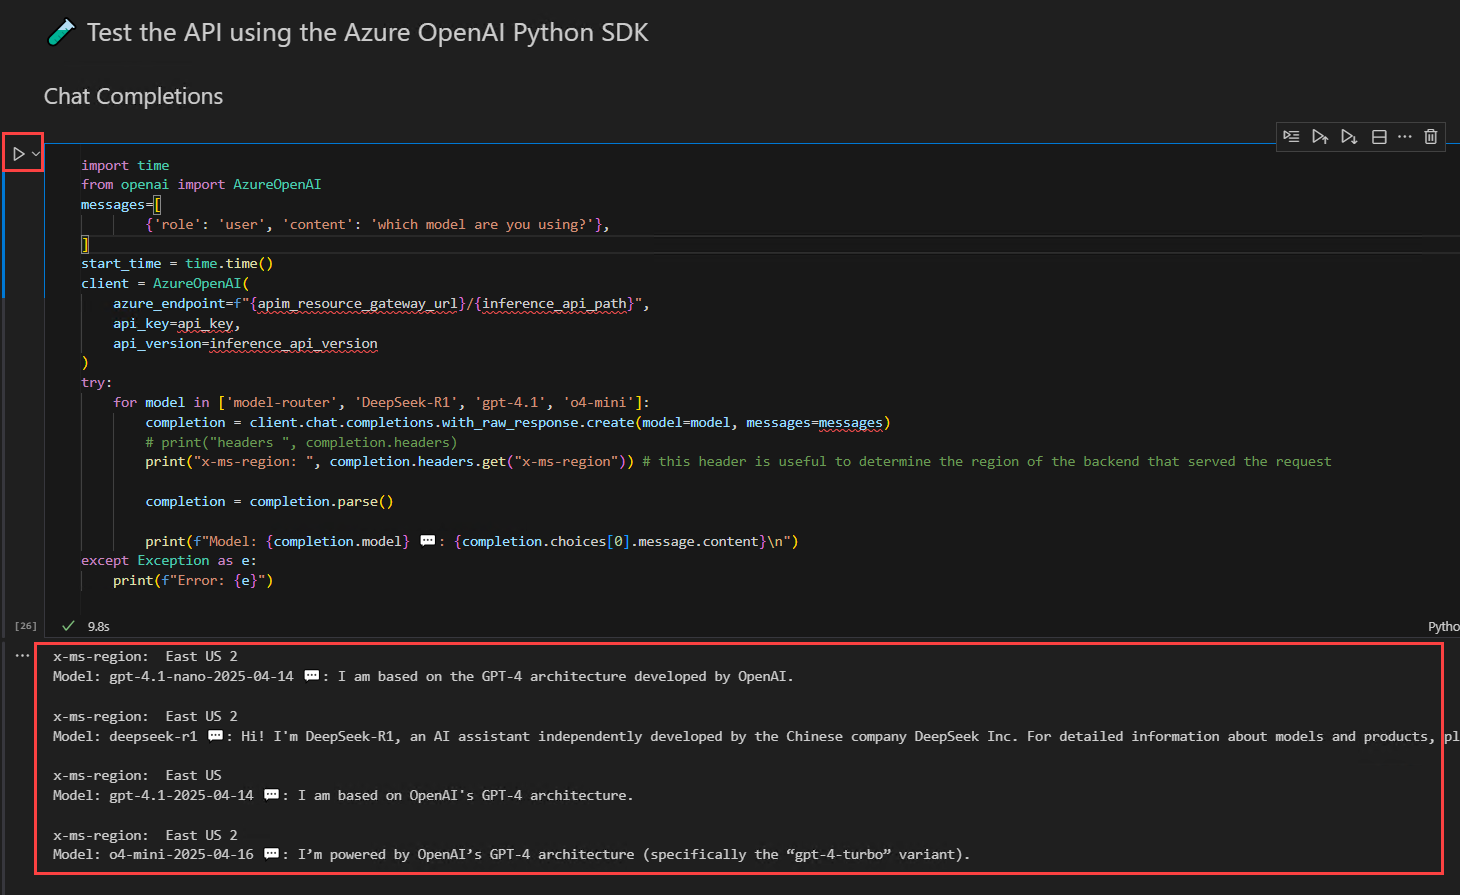 Test the API using the Azure OpenAI Python SDK
Chat Completions
import time
from openai import AzureOpenAI
messages=[
{'role': 'user', 'content': 'which model are you using?'},
]
start_time = time.time()
client = AzureOpenAI(
azure_endpoint=f"{apim_resource_gateway_url}/{inference_api_path}",
api_key=api_key,
api_version=inference_api_version
)
try:
for model in ['model-router', 'DeepSeek-R1', 'gpt-4.1', 'o4-mini']:
completion = client.chat.completions.with_raw_response.create(model=model, messages=messages)
# print("headers ", completion.headers)
print("x-ms-region: ", completion.headers.get("x-ms-region")) # this header is useful to determine the region of the backend that served the request
completion = completion.parse()
print(f"Model: {completion.model} 💬: {completion.choices[0].message.content}\n")
except Exception as e:
print(f"Error: {e}")
[26] ✓ 9.8s Pytho
x-ms-region:  East US 2
Model: gpt-4.1-nano-2025-04-14 💬: I am based on the GPT-4 architecture developed by OpenAI.
x-ms-region:  East US 2
Model: deepseek-r1 💬: Hi! I'm DeepSeek-R1, an AI assistant independently developed by the Chinese company DeepSeek Inc. For detailed information about models and products, pl
x-ms-region:  East US
Model: gpt-4.1-2025-04-14 💬: I am based on OpenAI's GPT-4 architecture.
x-ms-region:  East US 2
Model: o4-mini-2025-04-16 💬: I’m powered by OpenAI’s GPT-4 architecture (specifically the “gpt-4-turbo” variant).